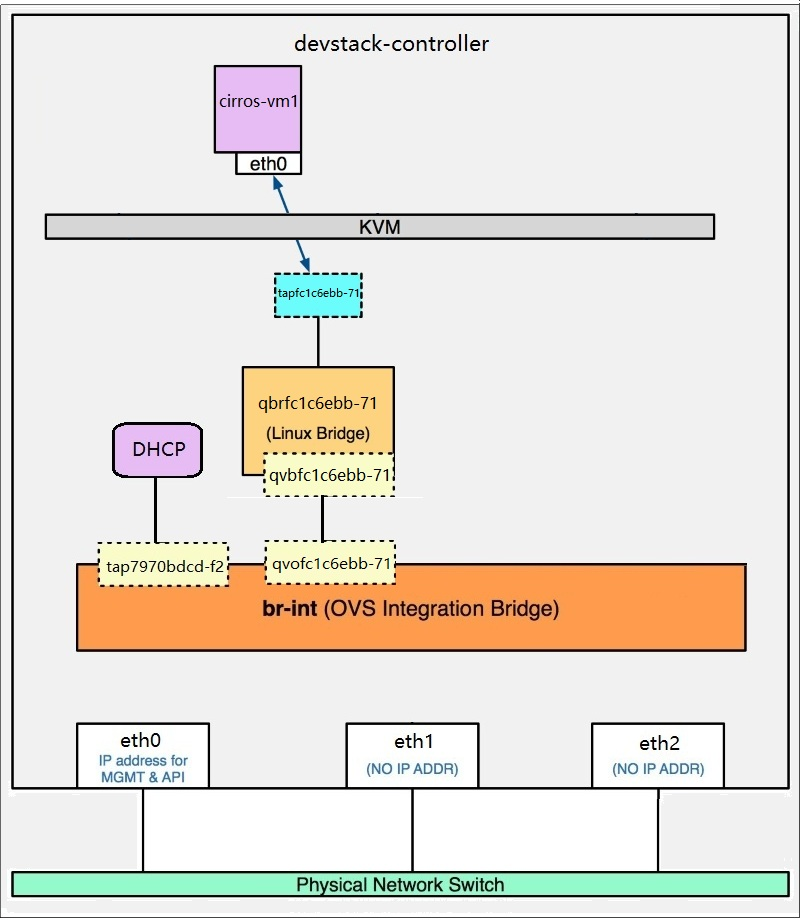 devstack-controller
cirros-vm1
eth0
KVM
tapfc1c6ebb-71
qbrfc1c6ebb-71
(Linux Bridge)
DHCP
qvbfc1c6ebb-71
tap7970bdcd-f2
qvofc1c6ebb-71
br-int (OVS Integration Bridge)
eth0
IP address for
MGMT & API
eth1
(NO IP ADDR)
eth2
(NO IP ADDR)
Physical Network Switch